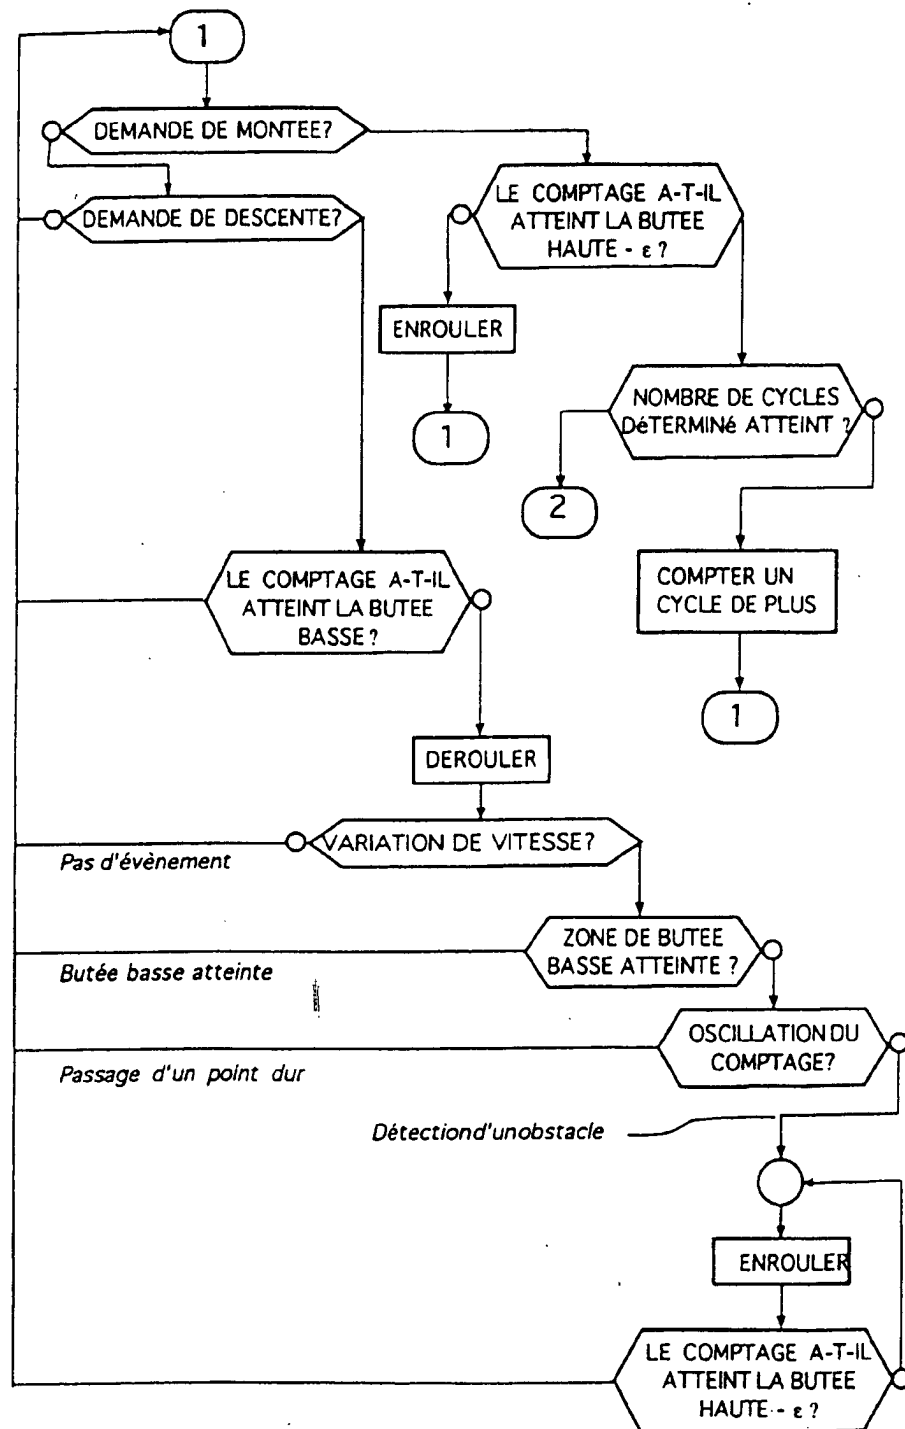 1
DEMANDE DE MONTEE?
DEMANDE DE DESCENTE?
LE COMPTAGE A-T-IL
ATTEINT LA BUTEE
HAUTE - ε ?
ENROULER
1
NOMBRE DE CYCLES
DéTERMINé ATTEINT ?
2
COMPTER UN
CYCLE DE PLUS
1
LE COMPTAGE A-T-IL
ATTEINT LA BUTEE
BASSE ?
DEROULER
VARIATION DE VITESSE?
Pas d'évènement
ZONE DE BUTEE
BASSE ATTEINTE ?
Butée basse atteinte
OSCILLATION DU
COMPTAGE?
Passage d'un point dur
Détectiond'unobstacle
ENROULER
LE COMPTAGE A-T-IL
ATTEINT LA BUTEE
HAUTE - ε ?